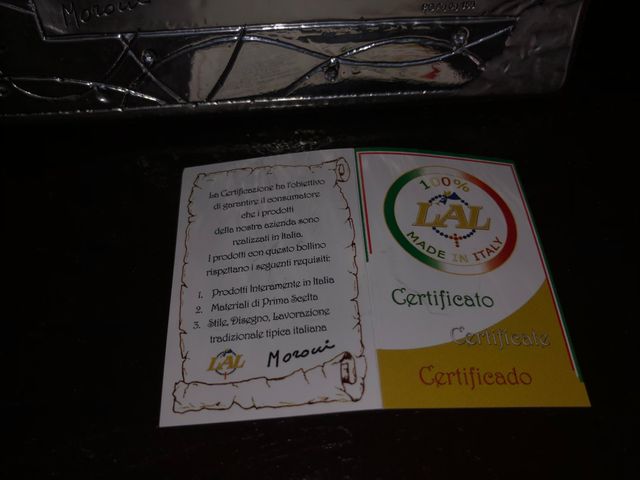 Morocci
La Certificazione ha l'obiettivo
di garantire il consumatore
che i prodotti
della nostra azienda sono
realizzati in Italia.
I prodotti con questo bollino
rispettano i seguenti requisiti:
1. Prodotti Interamente in Italia
2. Materiali di Prima Scelta
3. Stile, Disegno, Lavorazione
tradizionale tipica italiana
LAL
100%
LAL
MADE IN ITALY
Certificato
Certificate
Certificado